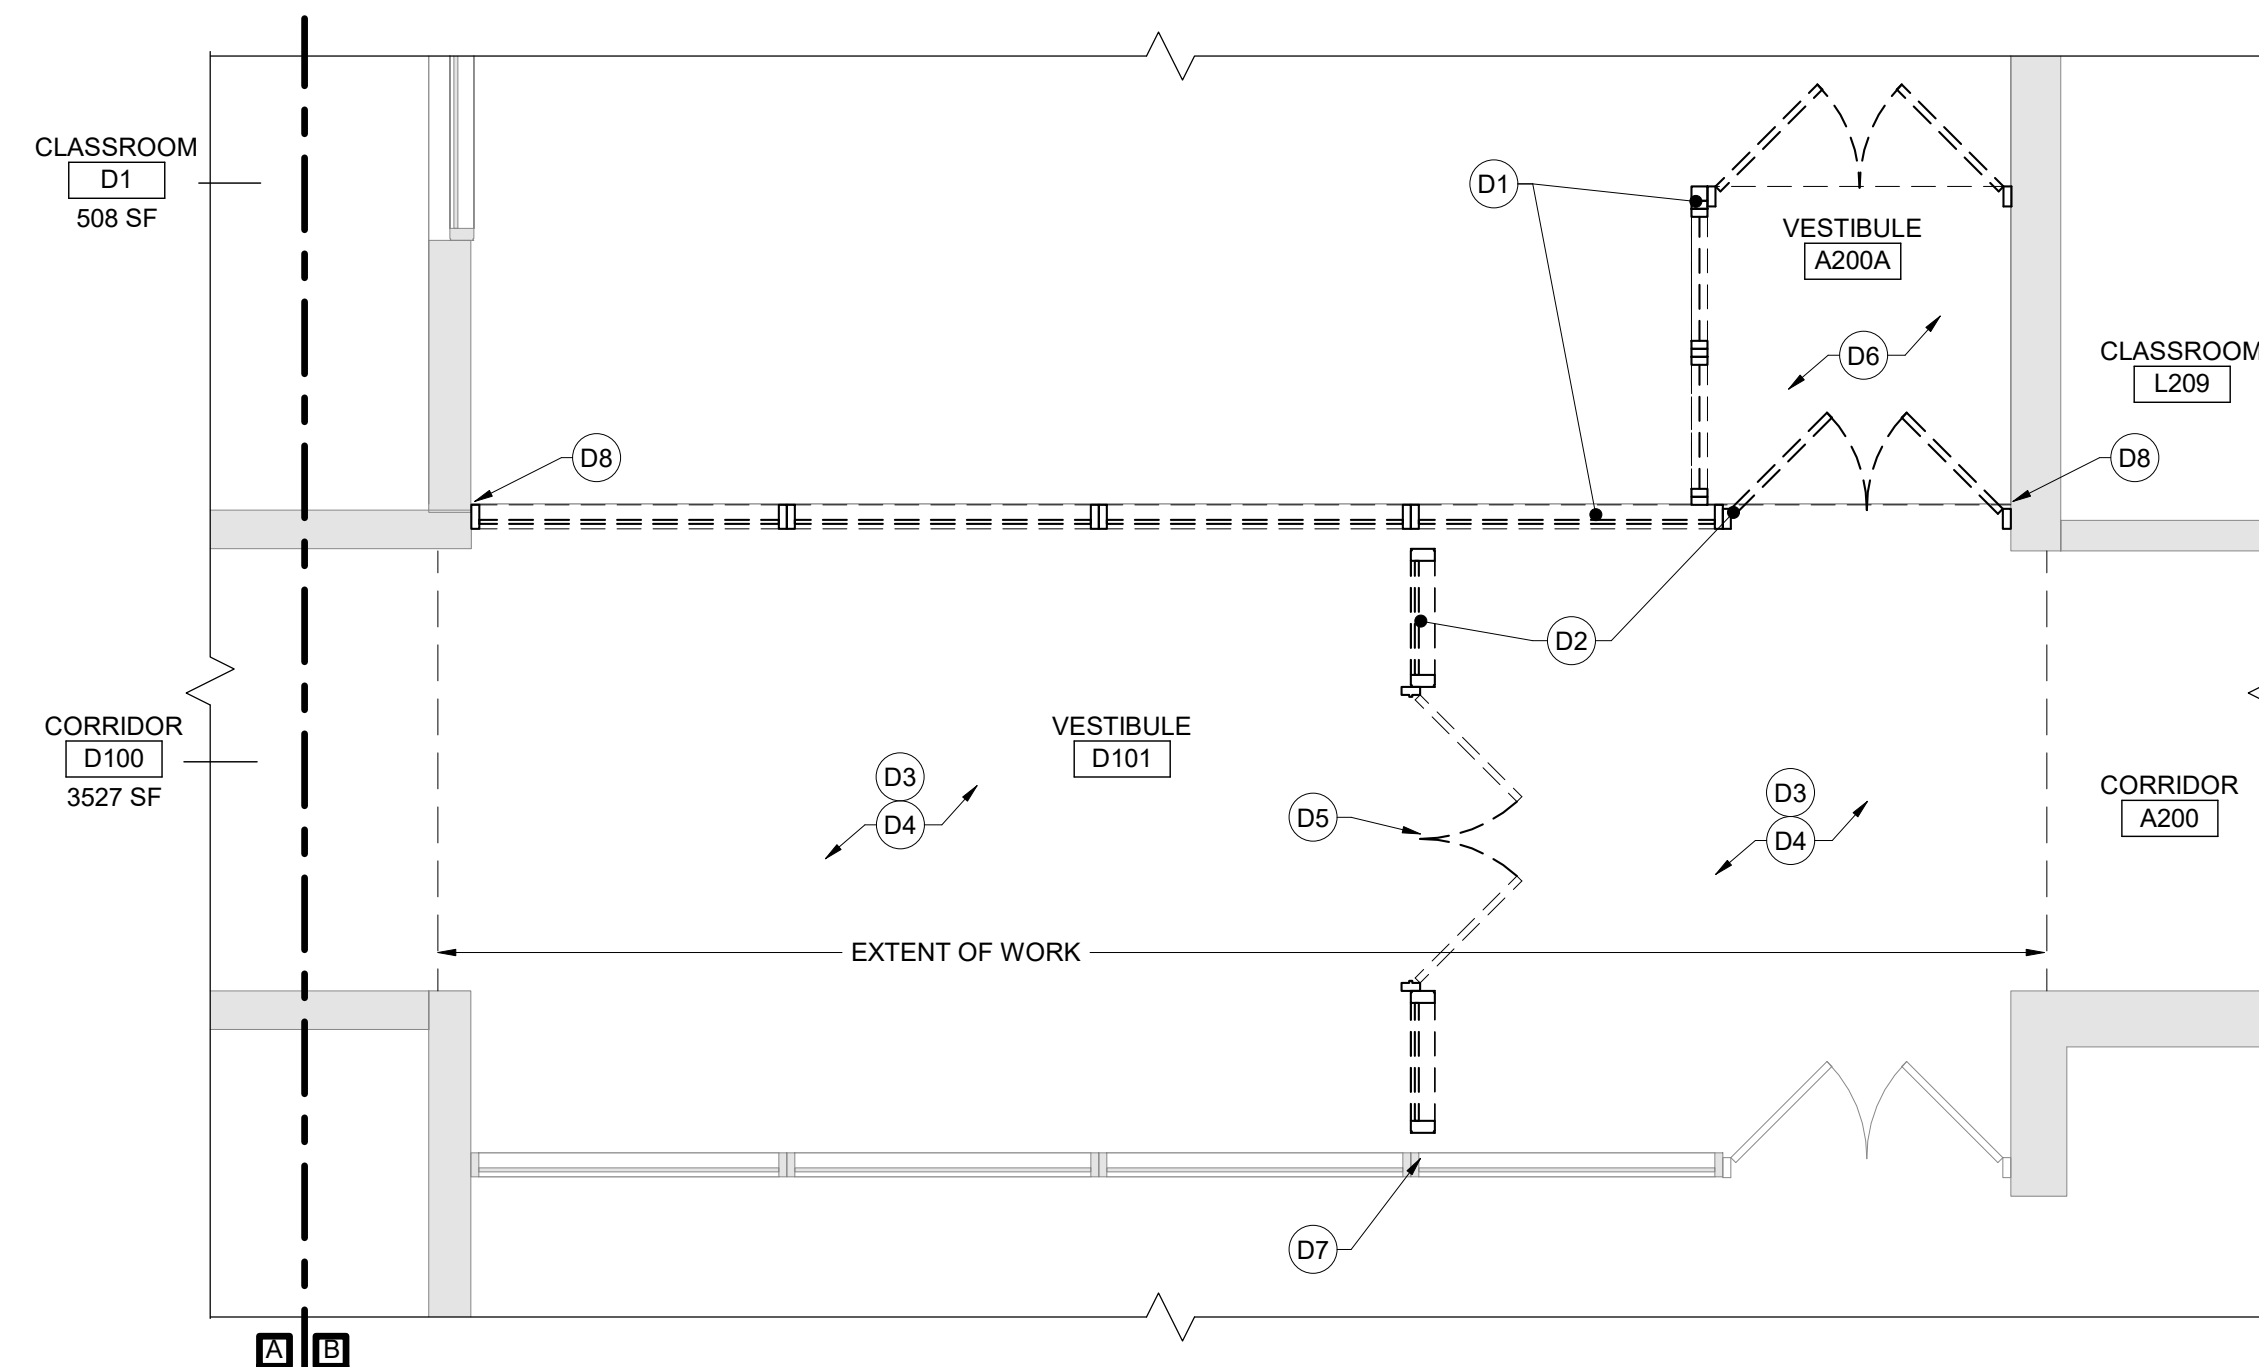 CLASSROOM
D1
508 SF
D1
VESTIBULE
A200A
D6
CLASSROOM
L209
D8
D8
D2
CORRIDOR
D100
3527 SF
VESTIBULE
D101
D3
D4
D5
D3
D4
CORRIDOR
A200
EXTENT OF WORK
D7
A
B